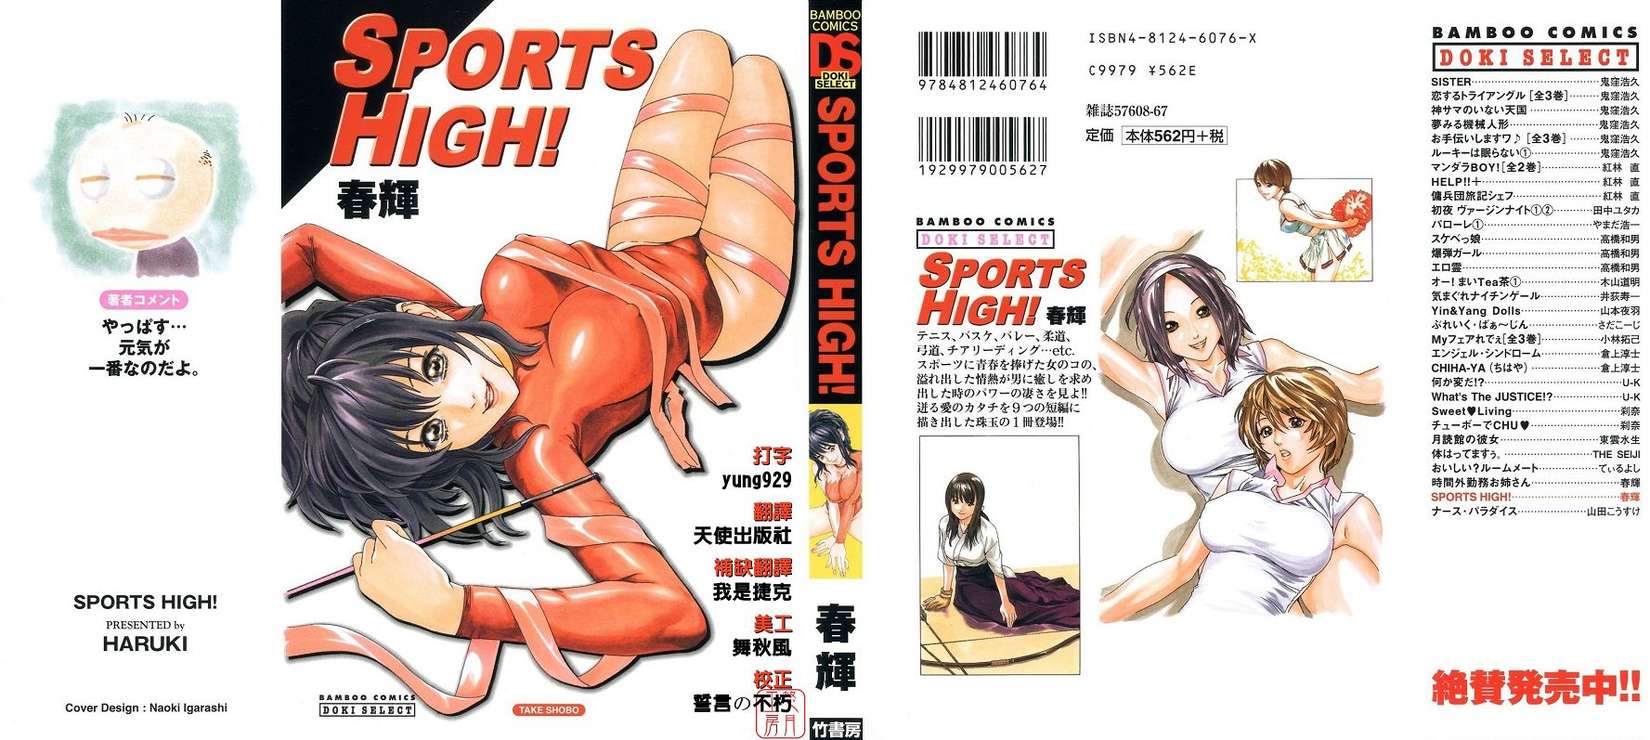 著者コメント
やっぱす…
元気が
一番なのだよ。
SPORTS HIGH!
PRESENTED by
HARUKI
Cover Design : Naoki Igarashi
SPORTS
HIGH!
春輝
打字
yung929
翻譯
天使出版社
補缺翻譯
我是捷克
美工
舞秋風
校正
誓言の不朽
BAMBOO COMICS
DOKI SELECT
TAKE SHOBO
BAMBOO
COMICS
DS
DOKI
SELECT
SPORTS HIGH!
春輝
竹書房
9784812460764
1929979005627
ISBN4-8124-6076-X
C9979 ¥562E
雑誌57608-67
定価 本体562円+税
BAMBOO COMICS
DOKI SELECT
SPORTS
HIGH! 春輝
テニス、バスケ、バレー、柔道、
弓道、チアリーディング…etc.
スポーツに青春を捧げた女のコの、
溢れ出した情熱が男に癒しを求め
出した時のパワーの凄さを見よ!!
迸る愛のカタチを９つの短編に
描き出した珠玉の１冊登場!!
BAMBOO COMICS
DOKI SELECT
SISTER……鬼窪浩久
恋するトライアングル［全3巻］……鬼窪浩久
神サマのいない天国……鬼窪浩久
夢みる機械人形……鬼窪浩久
お手伝いしますワ♪［全3巻］……鬼窪浩久
ルーキーは眠らない①……鬼窪浩久
マンダラBOY!［全2巻］……紅林 直
HELP!!＋……紅林 直
傭兵団旅記シェフ……紅林 直
初夜 ヴァージンナイト①②……田中ユタカ
バローレ①……やまだ浩一
スケベっ娘……高橋和男
爆弾ガール……高橋和男
エロ霊……高橋和男
オー！まいTea茶①……木山道明
気まぐれナイチンゲール……井荻寿一
Yin&Yang Dolls……山本夜羽
ぶれいく・ばぁ〜じん……さだこーじ
Myフェアれでぇ［全3巻］……小林拓己
エンジェル・シンドローム……倉上淳士
CHIHA-YA（ちはや）……倉上淳士
何か変だ!?……U-K
What's The JUSTICE!?……U-K
Sweet♥Living……刹奈
チューボーでCHU♥……刹奈
月読館の彼女……東雲水生
体はってますぅ。……THE SEIJI
おいしい？ルームメート……てぃるよし
時間外勤務お姉さん……春輝
SPORTS HIGH!……春輝
ナース・パラダイス……山田こうすけ
絶賛発売中!!